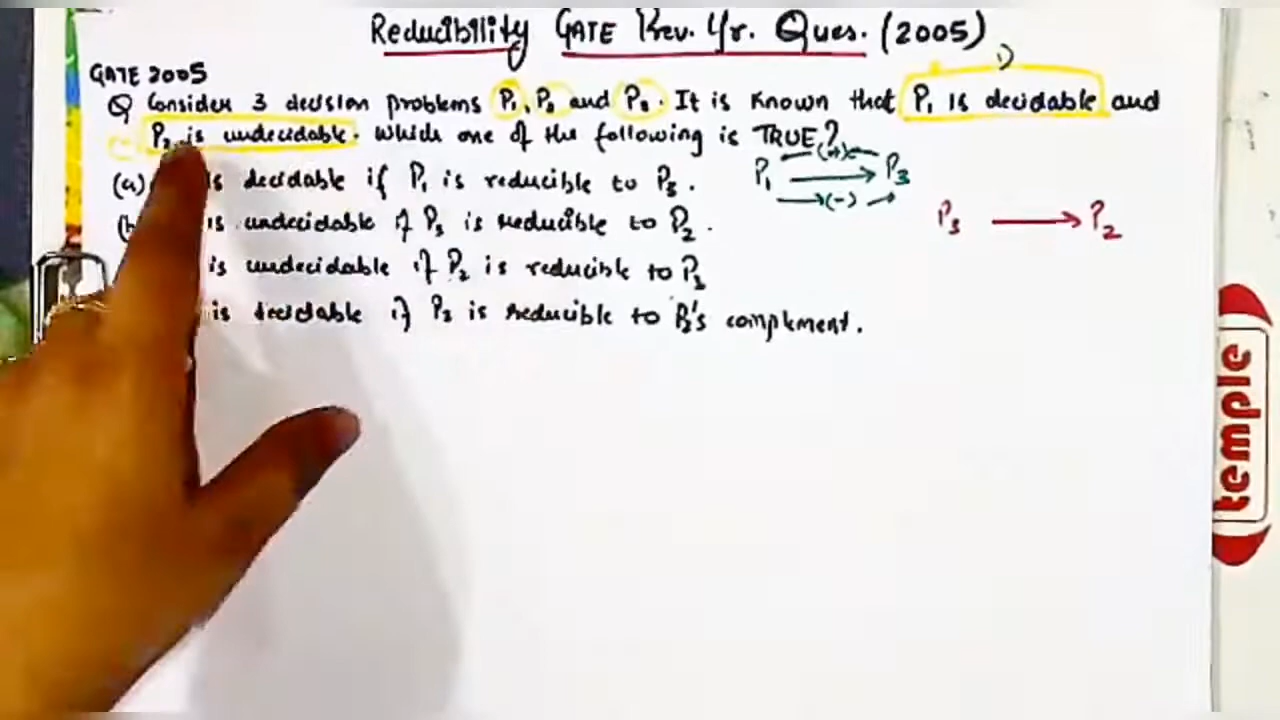 Reducibility GATE Prev. Yr. Ques. (2005)
GATE 2005
Q Consider 3 decision problems P₁, P₂ and P₃. It is known that P₁ is decidable and
P₂ is undecidable. Which one of the following is TRUE?
(a) is decidable if P₁ is reducible to P₃.
(b is undecidable if P₃ is reducible to P₂.
is undecidable if P₂ is reducible to P₃
is decidable if P₃ is reducible to P₂'s complement.
1)
(→)
P₁ → P₃
→(-)→
P₃ → P₂
temple